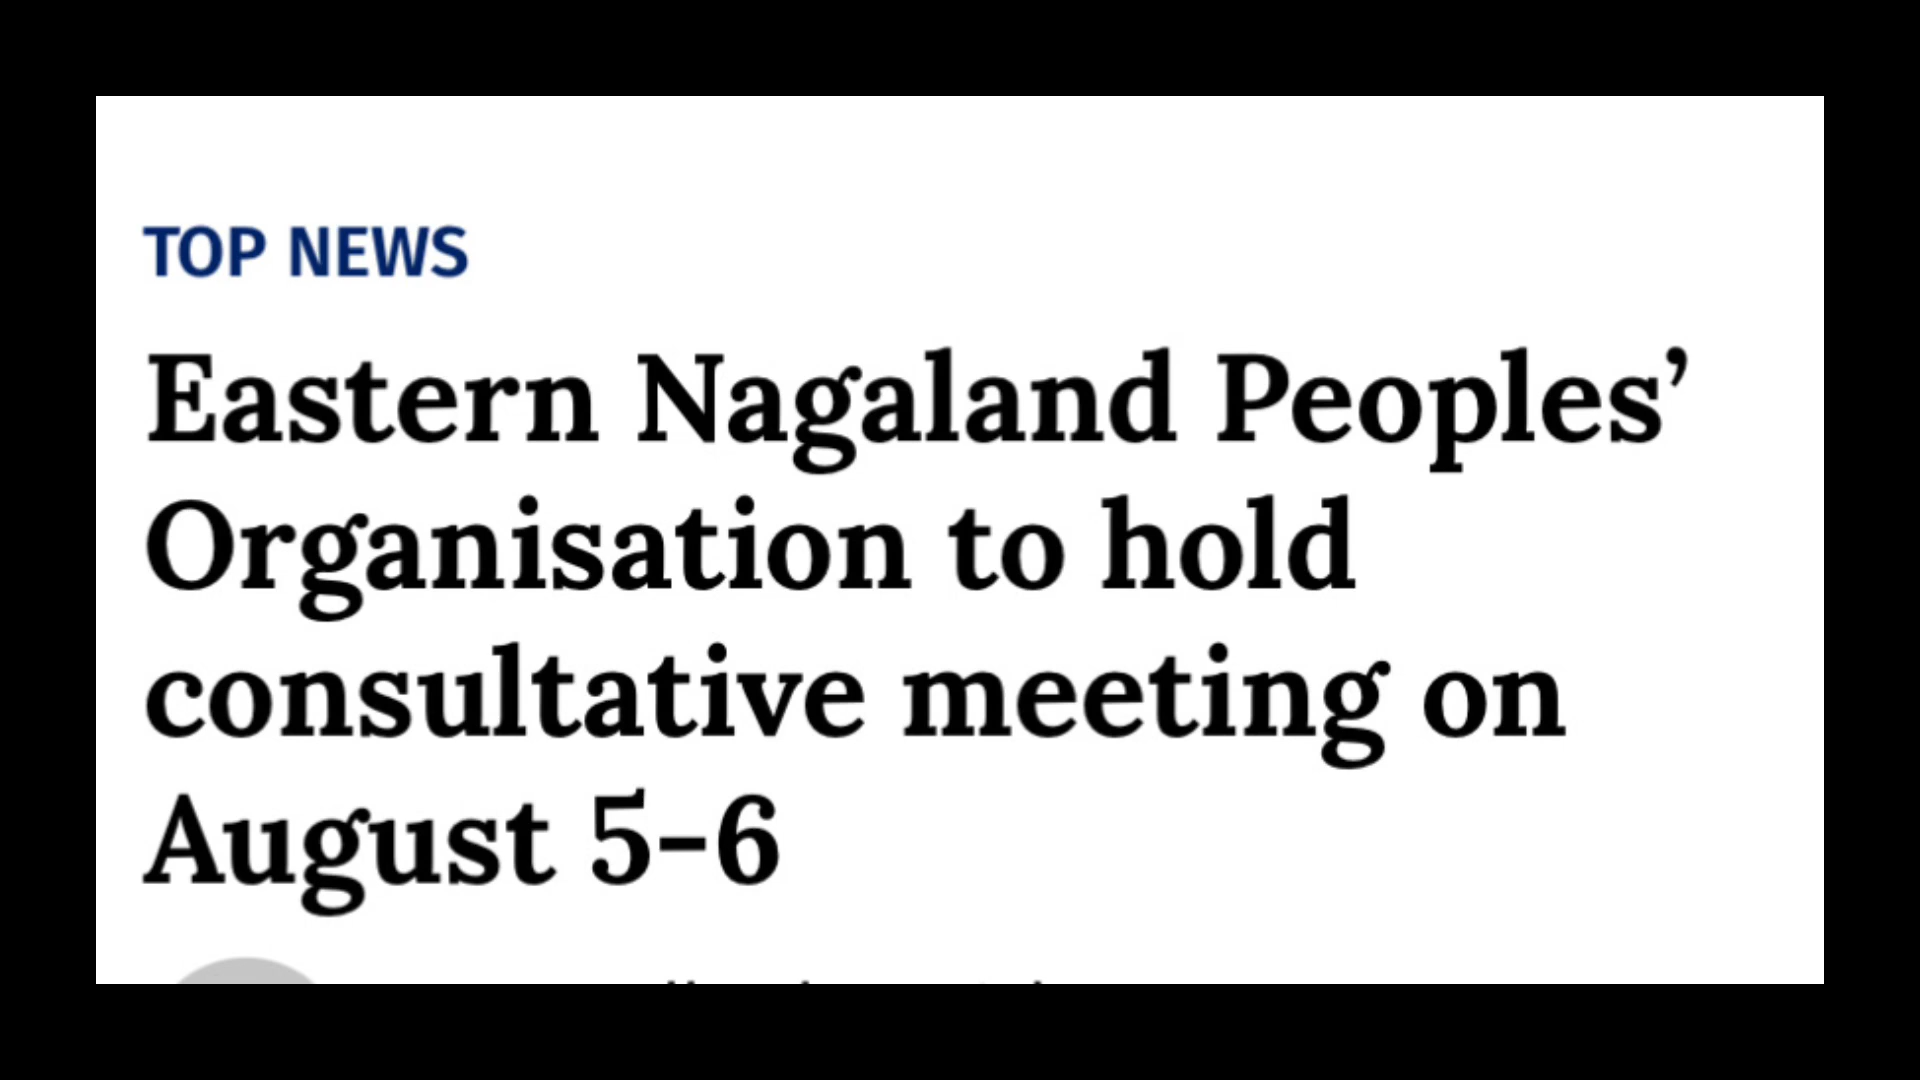 TOP NEWS
Eastern Nagaland Peoples’
Organisation to hold
consultative meeting on
August 5-6